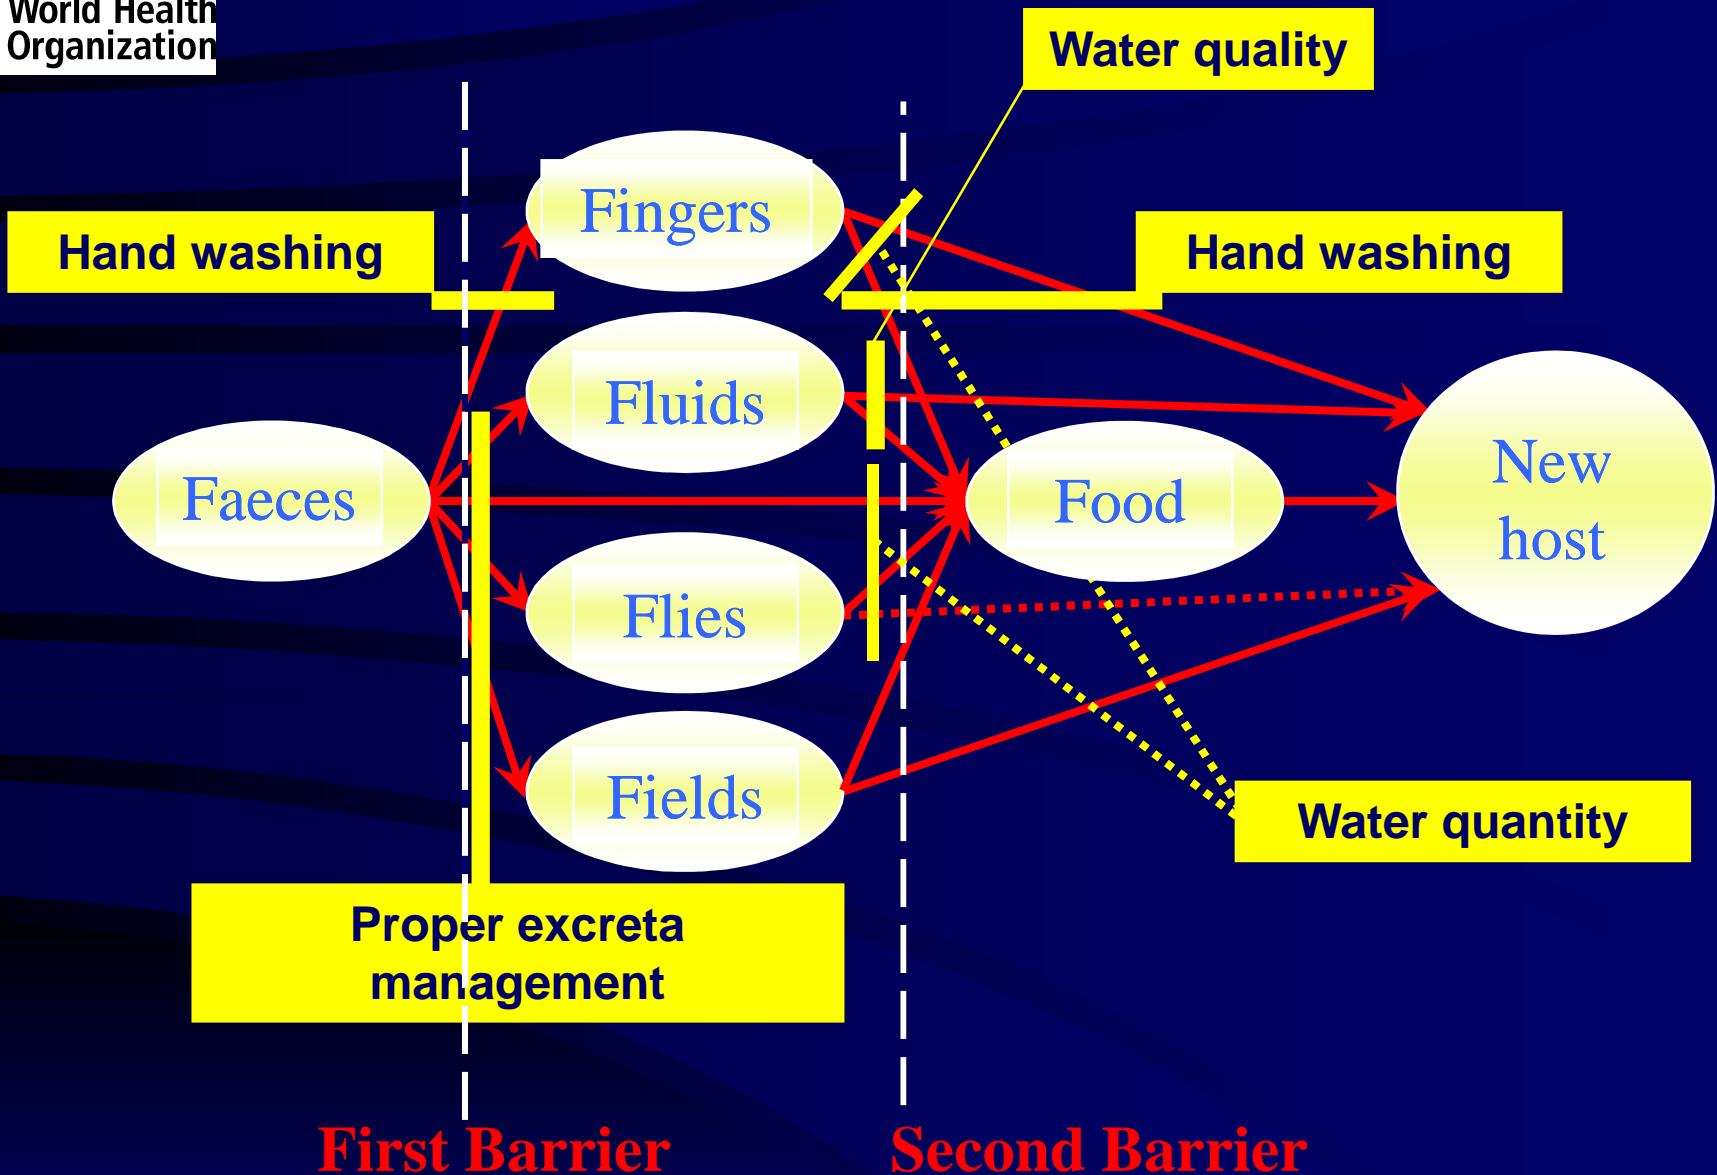 World Health
Organization
Water quality
Fingers
Hand washing
Hand washing
Fluids
Faeces
Food
New
host
Flies
Fields
Water quantity
Proper excreta
management
First Barrier
Second Barrier